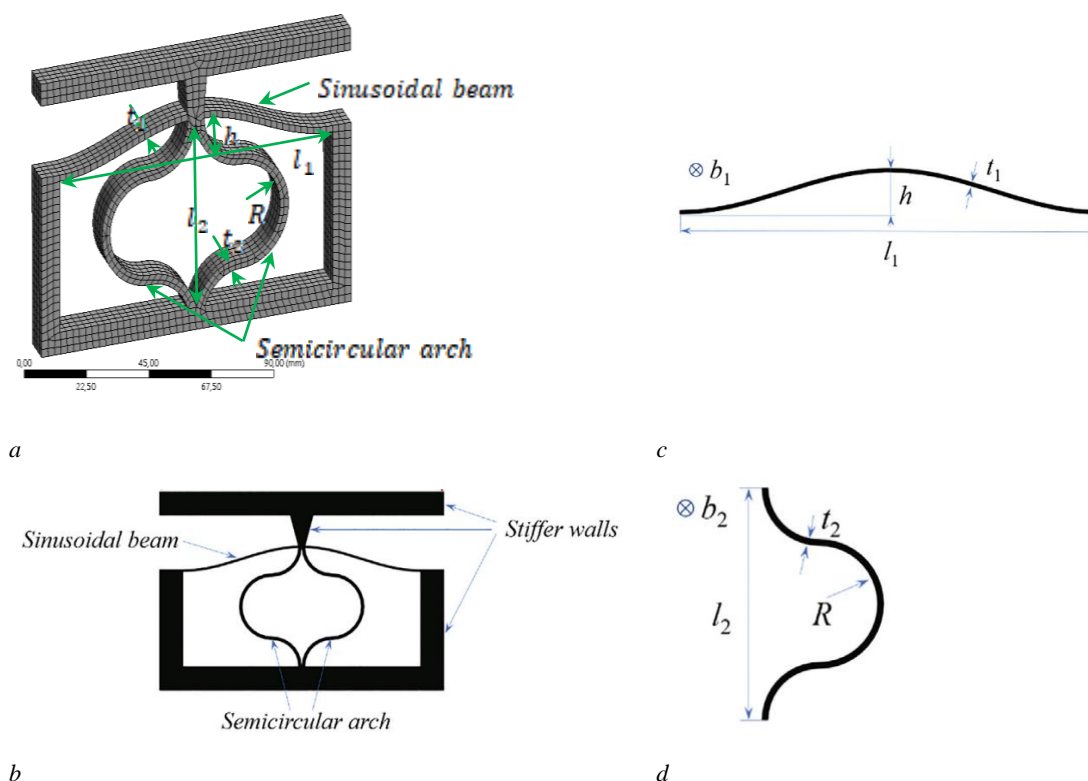 Sinusoidal beam
t₁
h
l₁
l₂
R
t₂
Semicircular arch
0,00
45,00
90,00 (mm)
22,50
67,50
⊗ b₁
t₁
h
l₁
a
c
Sinusoidal beam
Stiffer walls
Semicircular arch
⊗ b₂
t₂
R
l₂
b
d